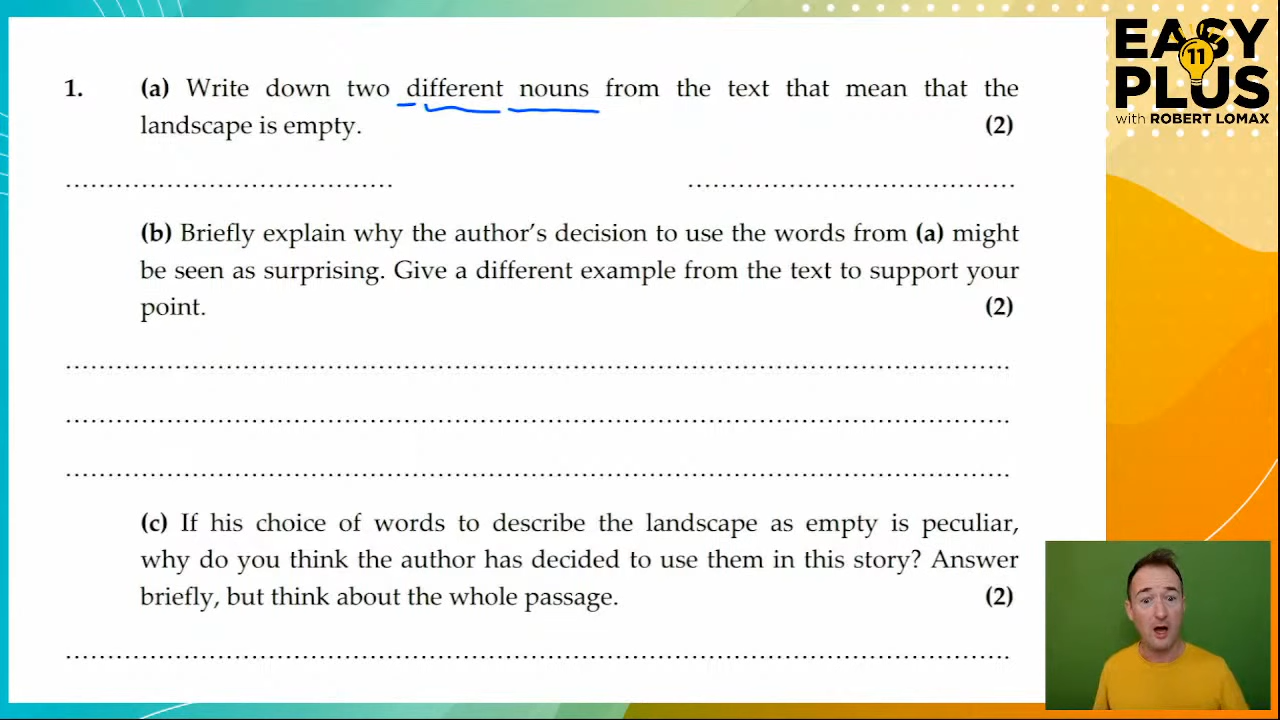 EASY
11
PLUS
with ROBERT LOMAX
1. (a) Write down two different nouns from the text that mean that the
landscape is empty. (2)
.......................................  .......................................
(b) Briefly explain why the author's decision to use the words from (a) might
be seen as surprising. Give a different example from the text to support your
point. (2)
(c) If his choice of words to describe the landscape as empty is peculiar,
why do you think the author has decided to use them in this story? Answer
briefly, but think about the whole passage. (2)